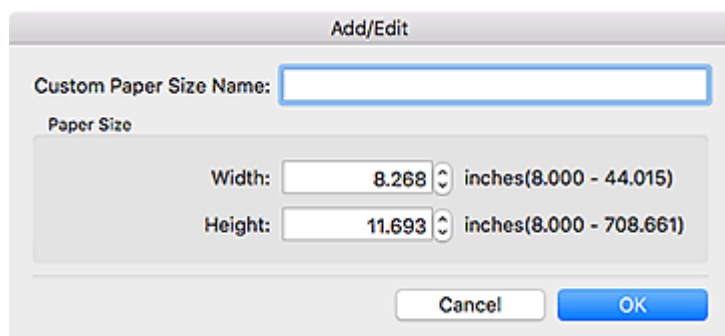 Add/Edit
Custom Paper Size Name:
Paper Size
Width: 8.268 inches(8.000 - 44.015)
Height: 11.693 inches(8.000 - 708.661)
Cancel OK